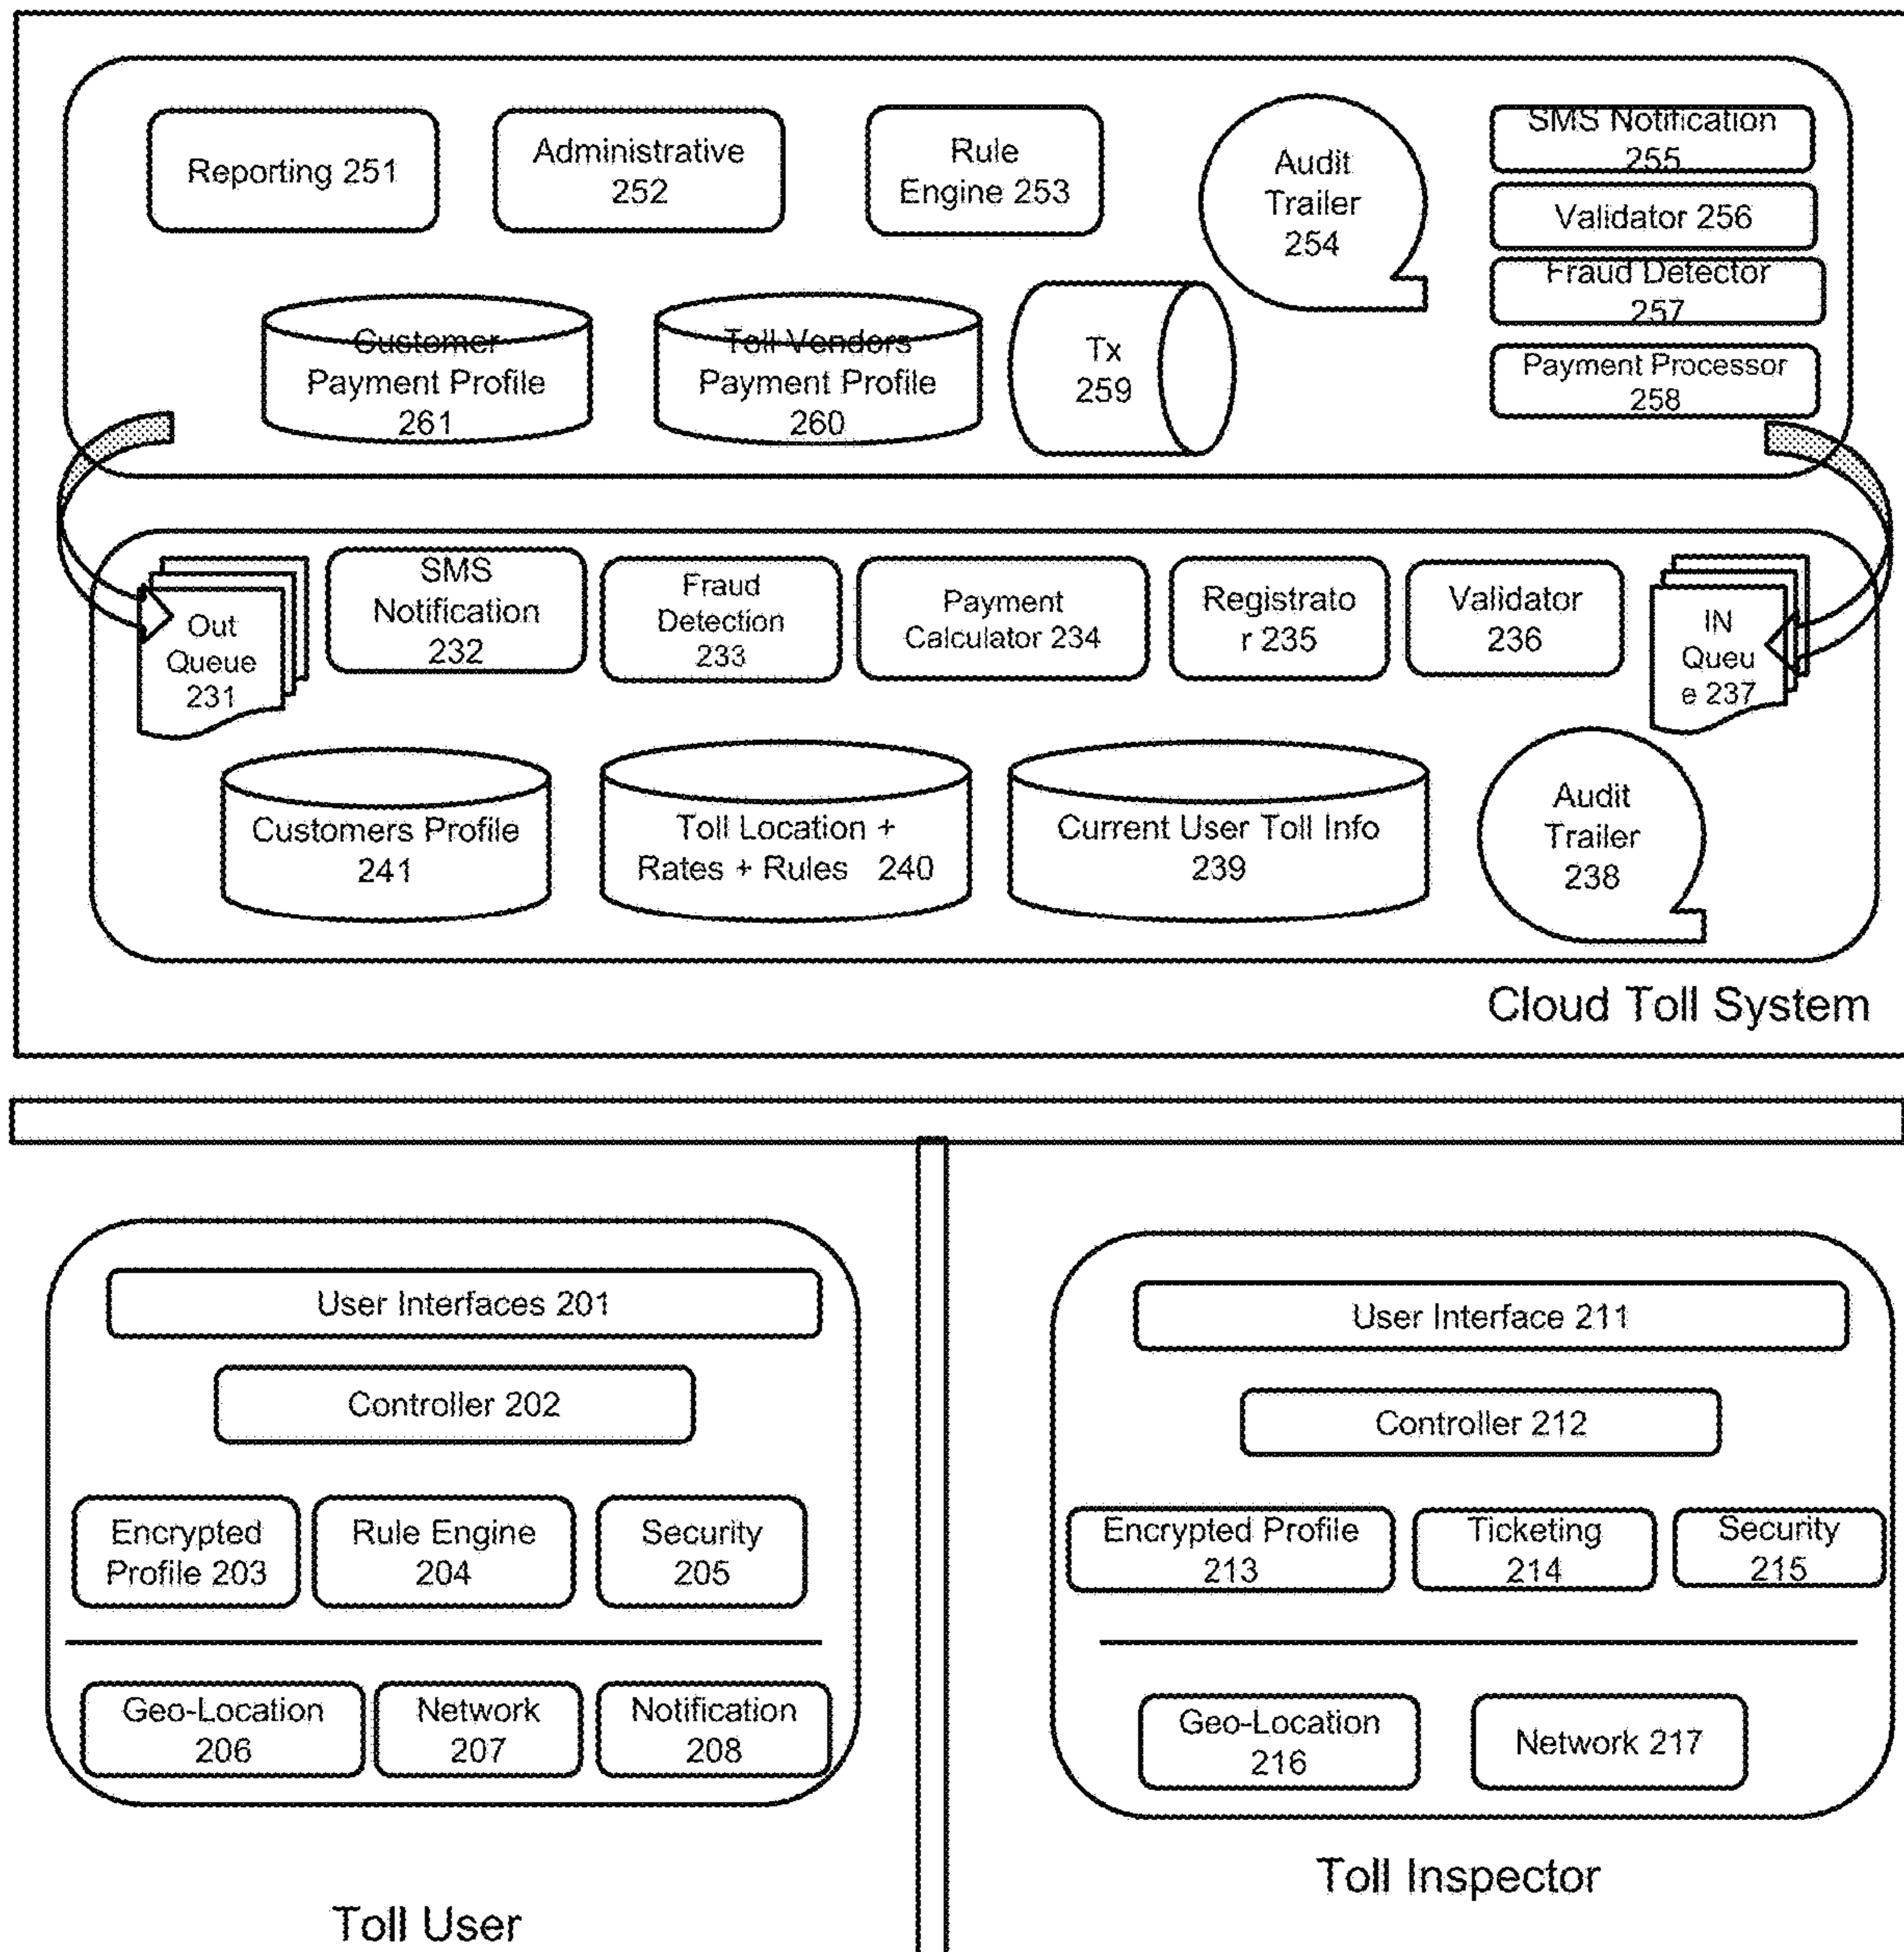 Reporting 251
Administrative
252
Rule
Engine 253
Audit
Trailer
254
SMS Notification
255
Validator 256
Fraud Detector
257
Payment Processor
258
Customer
Payment Profile
261
Toll Vendors
Payment Profile
260
Tx
259
Out
Queue
231
SMS
Notification
232
Fraud
Detection
233
Payment
Calculator 234
Registrato
r 235
Validator
236
IN
Queu
e 237
Customers Profile
241
Toll Location +
Rates + Rules 240
Current User Toll Info
239
Audit
Trailer
238
Cloud Toll System
User Interfaces 201
Controller 202
Encrypted
Profile 203
Rule Engine
204
Security
205
Geo-Location
206
Network
207
Notification
208
Toll User
User Interface 211
Controller 212
Encrypted Profile
213
Ticketing
214
Security
215
Geo-Location
216
Network 217
Toll Inspector